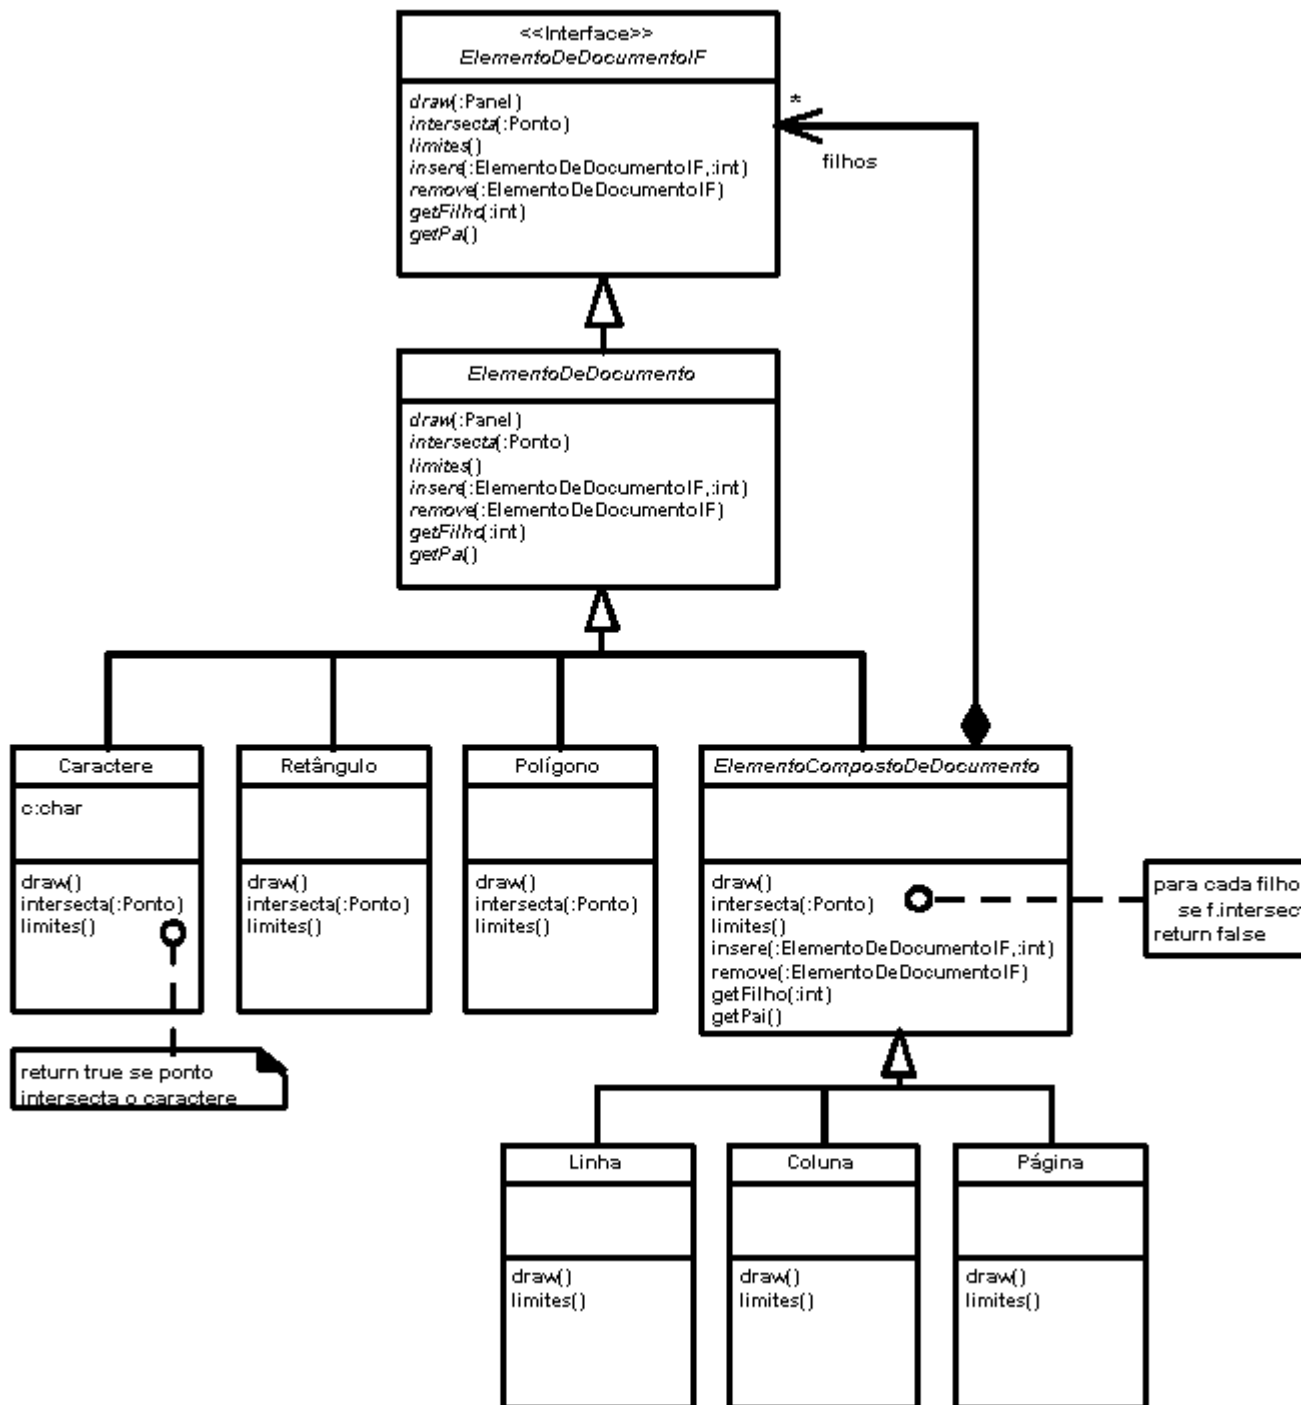 <<Interface>>
ElementoDeDocumentoIF
draw(:Panel)
intersecta(:Ponto)
limites()
insere(:ElementoDeDocumentoIF,:int)
remove(:ElementoDeDocumentoIF)
getFilho(:int)
getPai()
*
filhos
ElementoDeDocumento
draw(:Panel)
intersecta(:Ponto)
limites()
insere(:ElementoDeDocumentoIF,:int)
remove(:ElementoDeDocumentoIF)
getFilho(:int)
getPai()
Caractere
c:char
draw()
intersecta(:Ponto)
limites()
return true se ponto
intersecta o caractere
Retângulo
draw()
intersecta(:Ponto)
limites()
Polígono
draw()
intersecta(:Ponto)
limites()
ElementoCompostoDeDocumento
draw()
intersecta(:Ponto)
limites()
insere(:ElementoDeDocumentoIF,:int)
remove(:ElementoDeDocumentoIF)
getFilho(:int)
getPai()
para cada filho
se f.intersect
return false
Linha
draw()
limites()
Coluna
draw()
limites()
Página
draw()
limites()